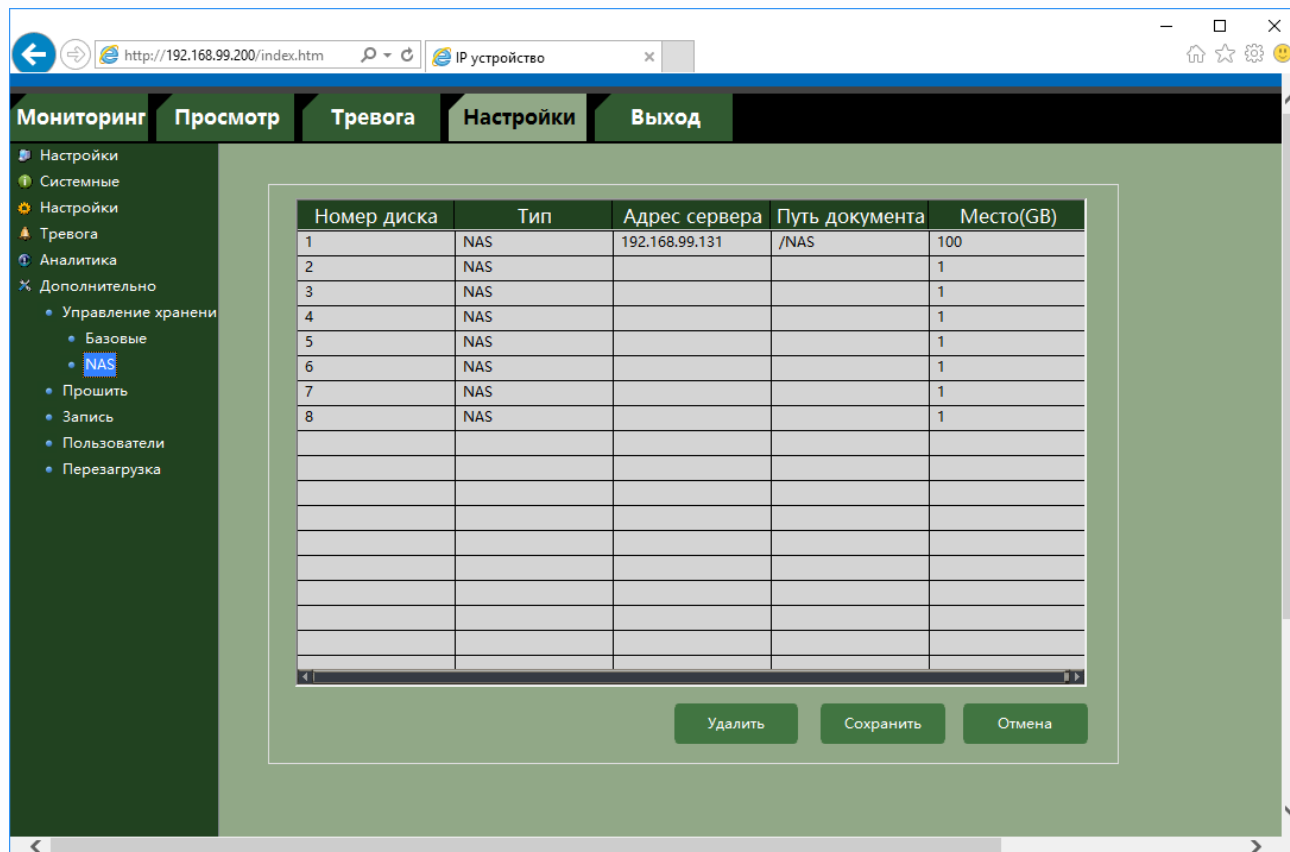 http://192.168.99.200/index.htm
IP устройство
Мониторинг Просмотр Тревога Настройки Выход
Настройки
Системные
Настройки
Тревога
Аналитика
Дополнительно
Управление хранени
Базовые
NAS
Прошить
Запись
Пользователи
Перезагрузка
Номер диска Тип Адрес сервера Путь документа Место(GB)
1 NAS 192.168.99.131 /NAS 100
2 NAS 1
3 NAS 1
4 NAS 1
5 NAS 1
6 NAS 1
7 NAS 1
8 NAS 1
Удалить Сохранить Отмена